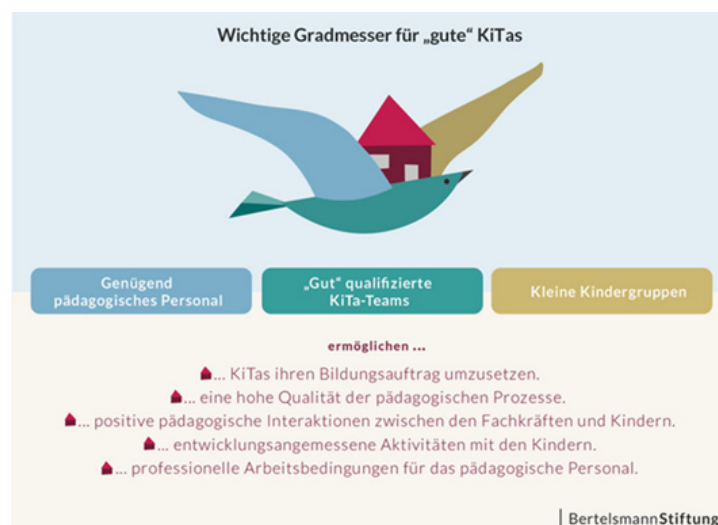 Wichtige Gradmesser für „gute“ KiTas
Genügend
pädagogisches Personal
„Gut“ qualifizierte
KiTa-Teams
Kleine Kindergruppen
ermöglichen ...
... KiTas ihren Bildungsauftrag umzusetzen.
... eine hohe Qualität der pädagogischen Prozesse.
... positive pädagogische Interaktionen zwischen den Fachkräften und Kindern.
... entwicklungsangemessene Aktivitäten mit den Kindern.
... professionelle Arbeitsbedingungen für das pädagogische Personal.
BertelsmannStiftung